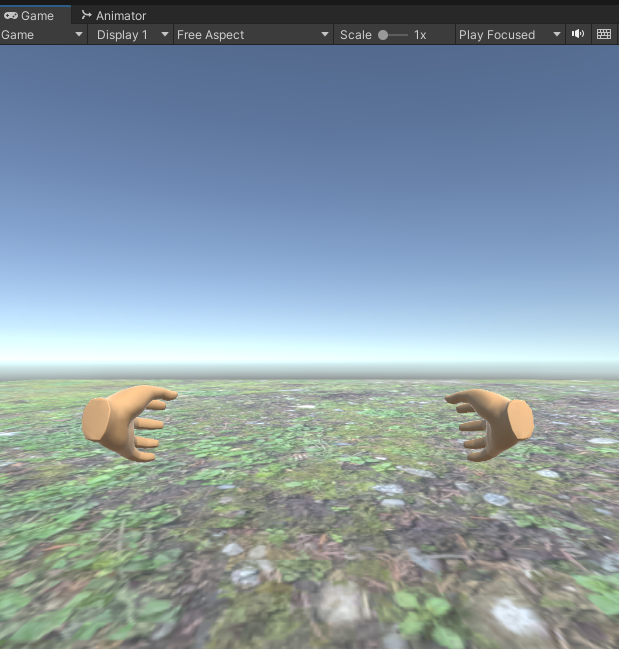 Game Animator
Game Display 1 Free Aspect Scale 1x Play Focused